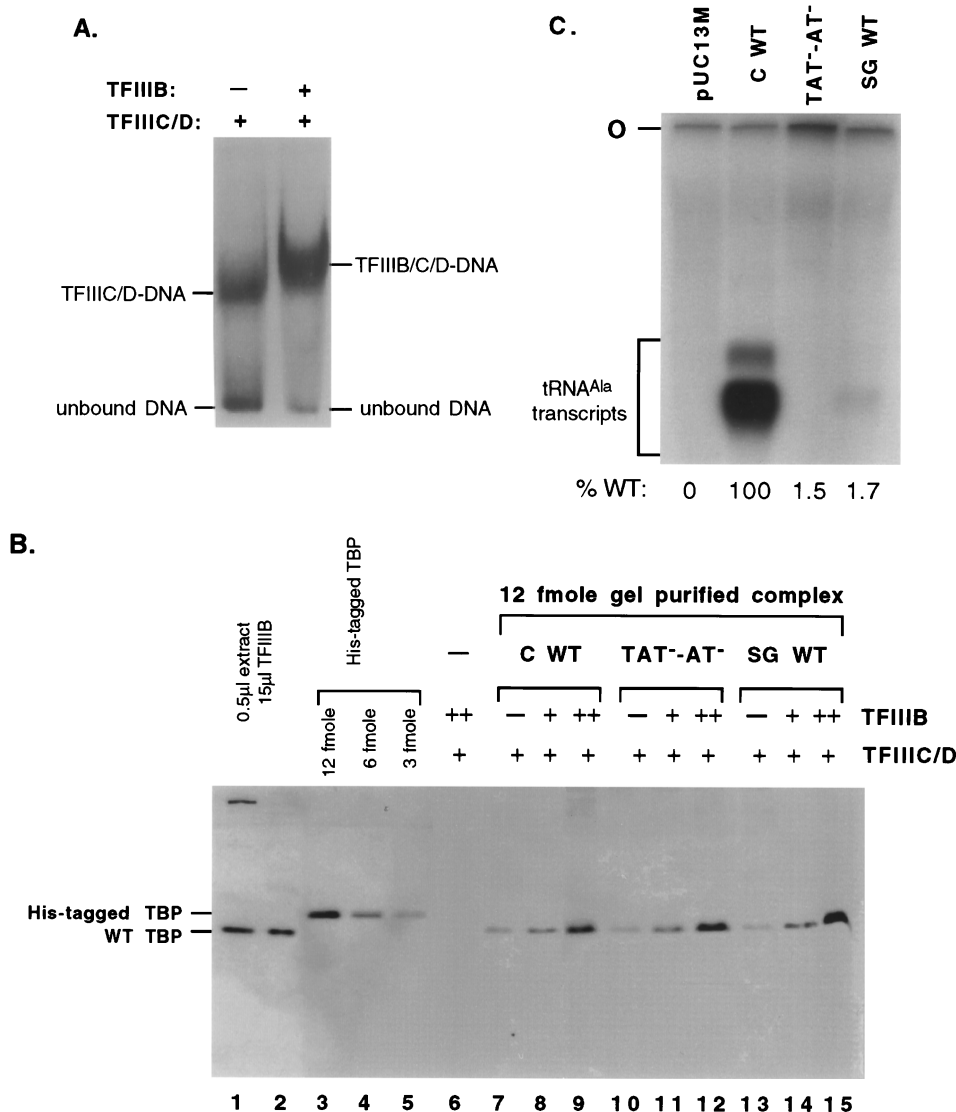 A.
TFIIIB: – +
TFIIIC/D: + +
TFIIIB/C/D-DNA
TFIIIC/D-DNA
unbound DNA
unbound DNA
C.
pUC13M
C WT
TAT⁻-AT⁻
SG WT
O
tRNAAla
transcripts
% WT: 0 100 1.5 1.7
B.
0.5µl extract
15µl TFIIIB
His-tagged TBP
12 fmole
6 fmole
3 fmole
12 fmole gel purified complex
– C WT TAT⁻-AT⁻ SG WT
++ – + ++ – + ++ – + ++ TFIIIB
+ + + + + + + + + + TFIIIC/D
His-tagged TBP
WT TBP
1 2 3 4 5 6 7 8 9 10 11 12 13 14 15